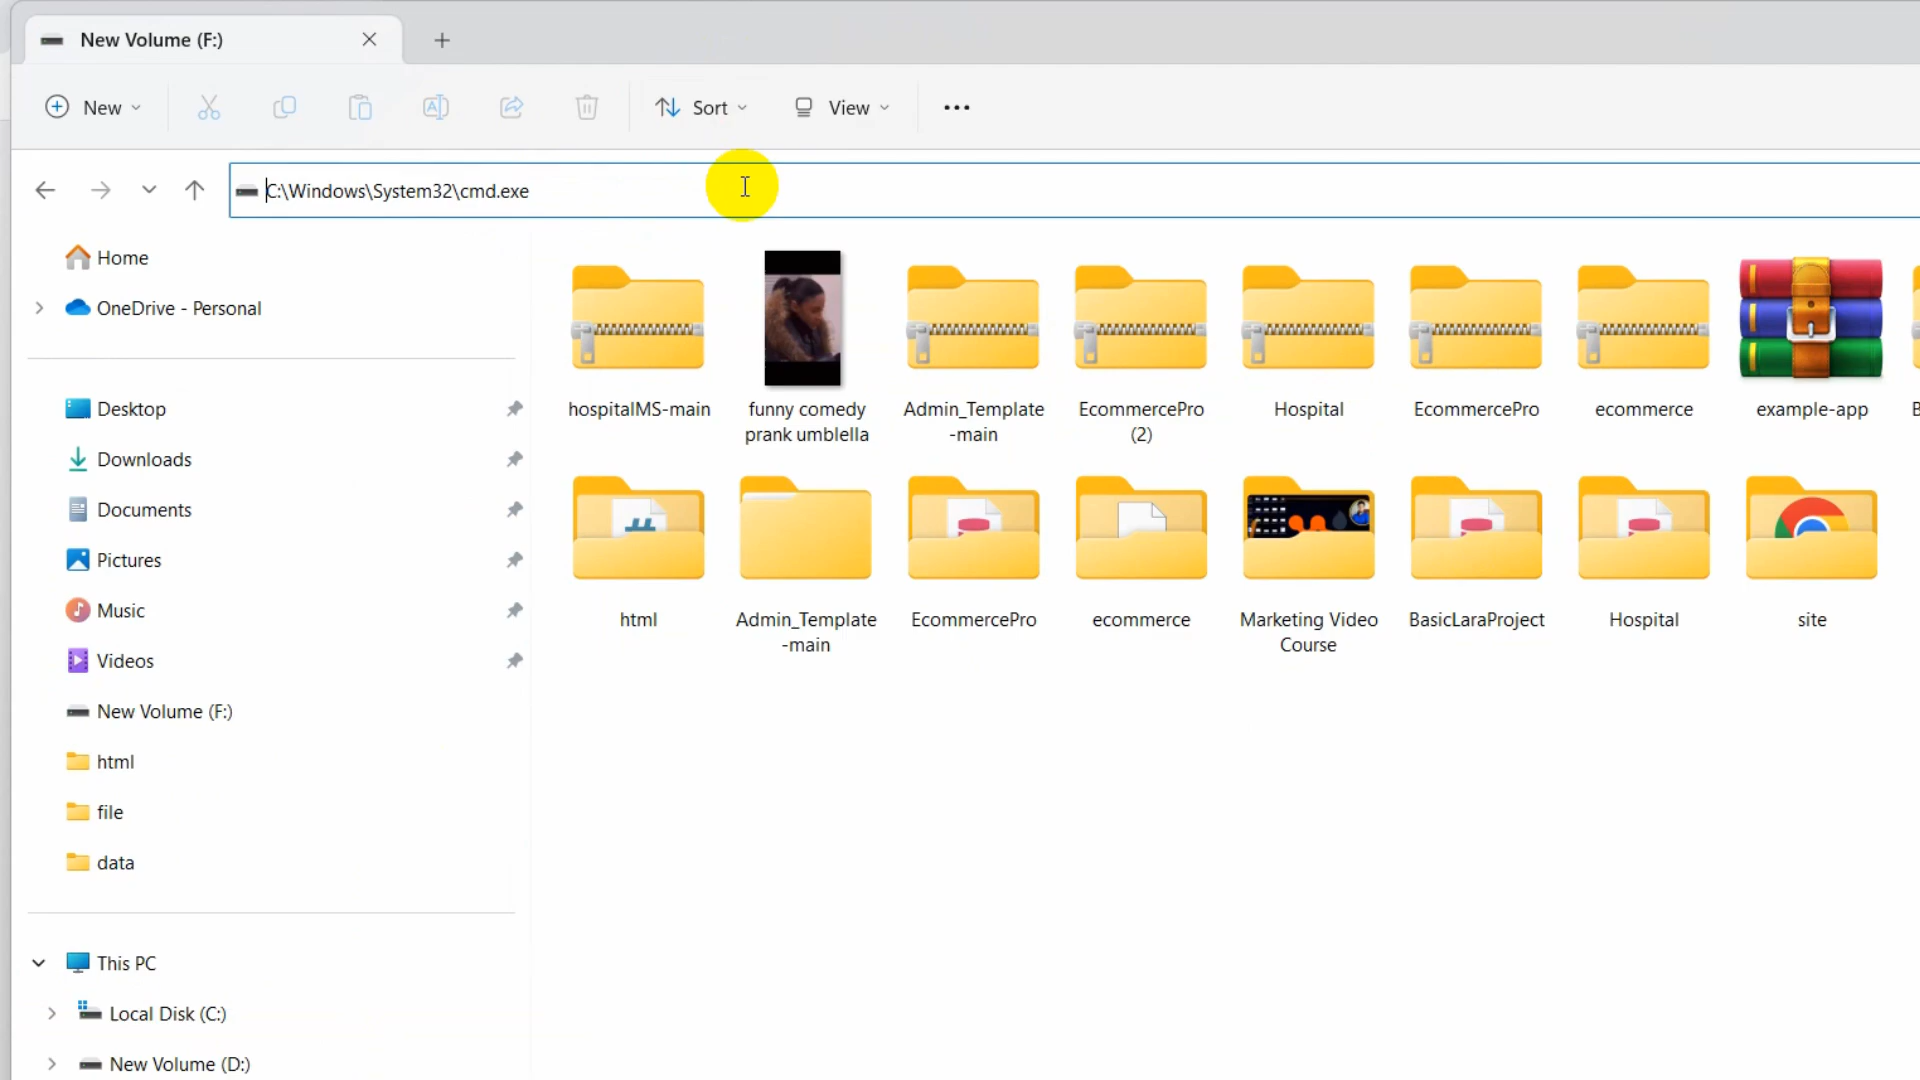 New Volume (F:)
New
Sort
View
C:\Windows\System32\cmd.exe
Home
OneDrive - Personal
Desktop
Downloads
Documents
Pictures
Music
Videos
New Volume (F:)
html
file
data
This PC
Local Disk (C:)
New Volume (D:)
hospitalMS-main
funny comedy
prank umblella
Admin_Template
-main
EcommercePro
(2)
Hospital
EcommercePro
ecommerce
example-app
html
Admin_Template
-main
EcommercePro
ecommerce
Marketing Video
Course
BasicLaraProject
Hospital
site